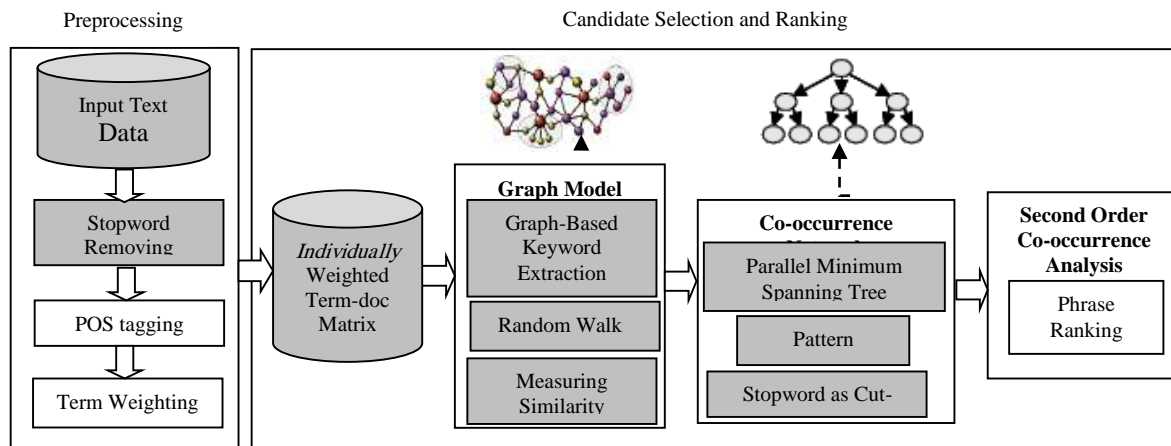 Preprocessing
Candidate Selection and Ranking
Input Text
Data
Stopword
Removing
POS tagging
Term Weighting
Individually
Weighted
Term-doc
Matrix
Graph Model
Graph-Based
Keyword
Extraction
Random Walk
Measuring
Similarity
Co-occurrence
Parallel Minimum
Spanning Tree
Pattern
Stopword as Cut-
Second Order
Co-occurrence
Analysis
Phrase
Ranking